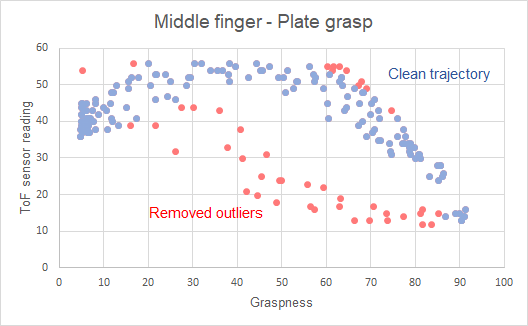 Middle finger - Plate grasp
60
50
40
30
20
10
0
ToF sensor reading
Clean trajectory
Removed outliers
0 10 20 30 40 50 60 70 80 90 100
Graspness